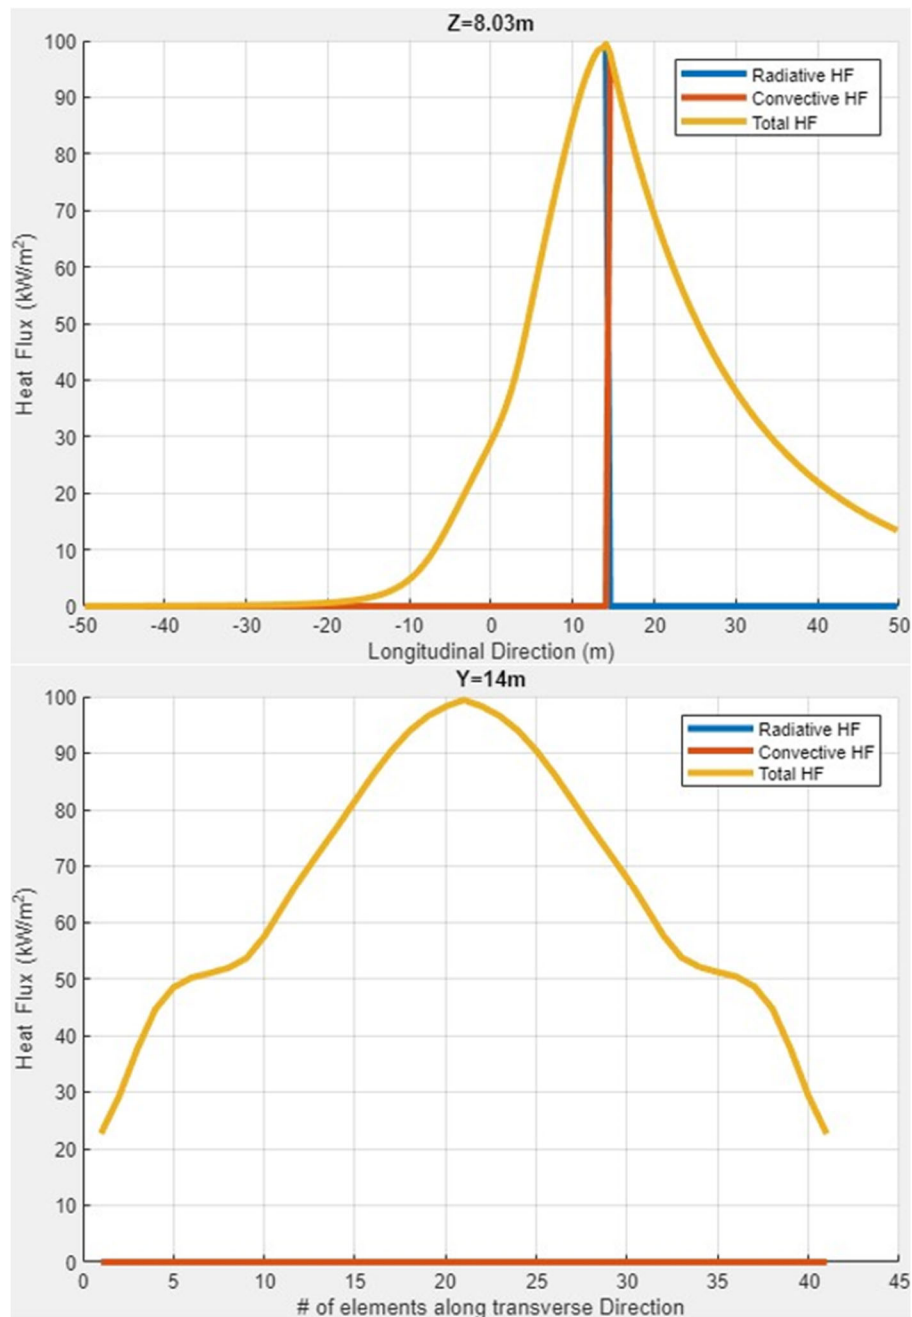 Z=8.03m
100
90
80
70
60
50
40
30
20
10
0
Heat Flux (kW/m²)
Radiative HF
Convective HF
Total HF
-50 -40 -30 -20 -10 0 10 20 30 40 50
Longitudinal Direction (m)
Y=14m
100
90
80
70
60
50
40
30
20
10
0
Heat Flux (kW/m²)
Radiative HF
Convective HF
Total HF
0 5 10 15 20 25 30 35 40 45
# of elements along transverse Direction